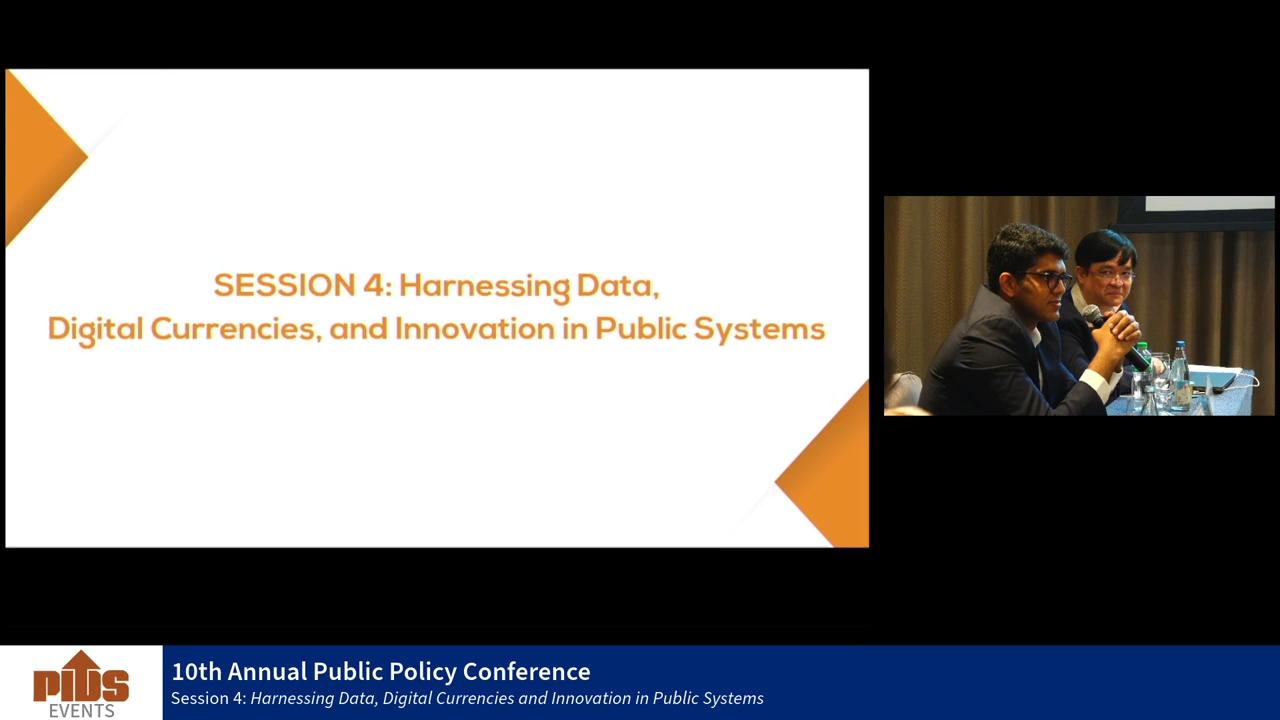 SESSION 4: Harnessing Data,
Digital Currencies, and Innovation in Public Systems
PIDS
EVENTS
10th Annual Public Policy Conference
Session 4: Harnessing Data, Digital Currencies and Innovation in Public Systems